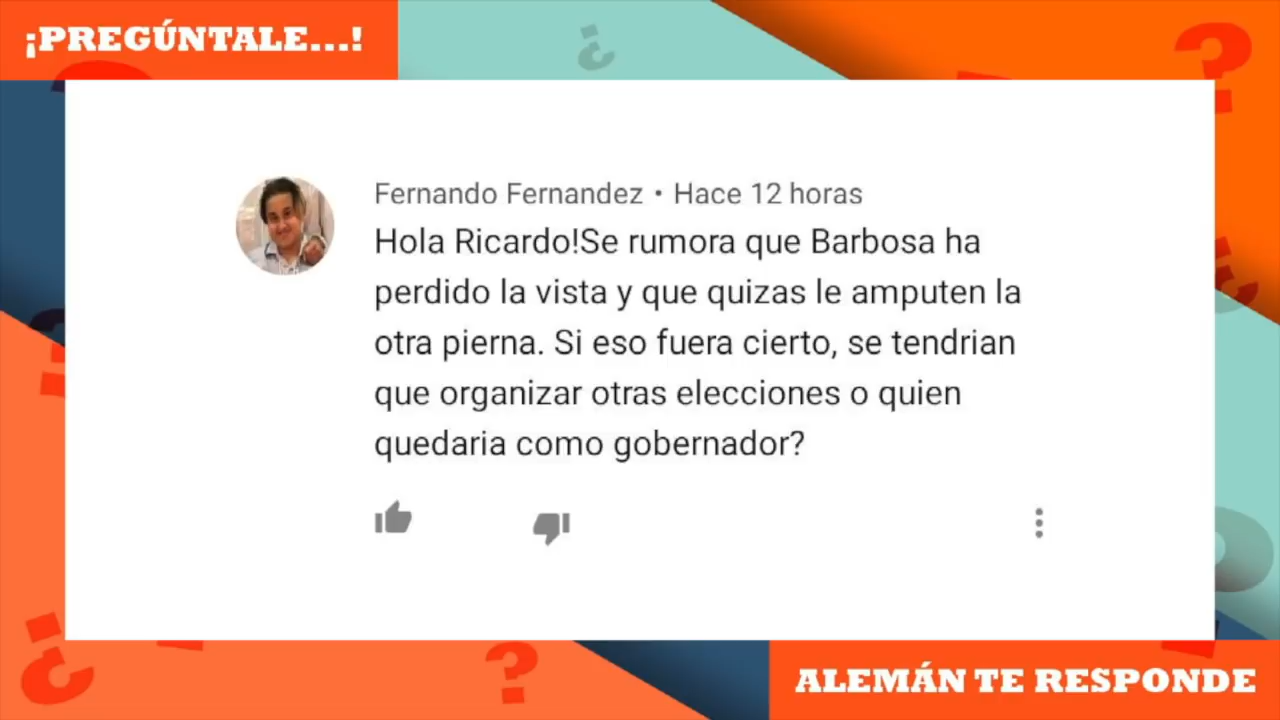 ¡PREGÚNTALE...!
Fernando Fernandez • Hace 12 horas
Hola Ricardo!Se rumora que Barbosa ha
perdido la vista y que quizas le amputen la
otra pierna. Si eso fuera cierto, se tendrian
que organizar otras elecciones o quien
quedaria como gobernador?
ALEMÁN TE RESPONDE